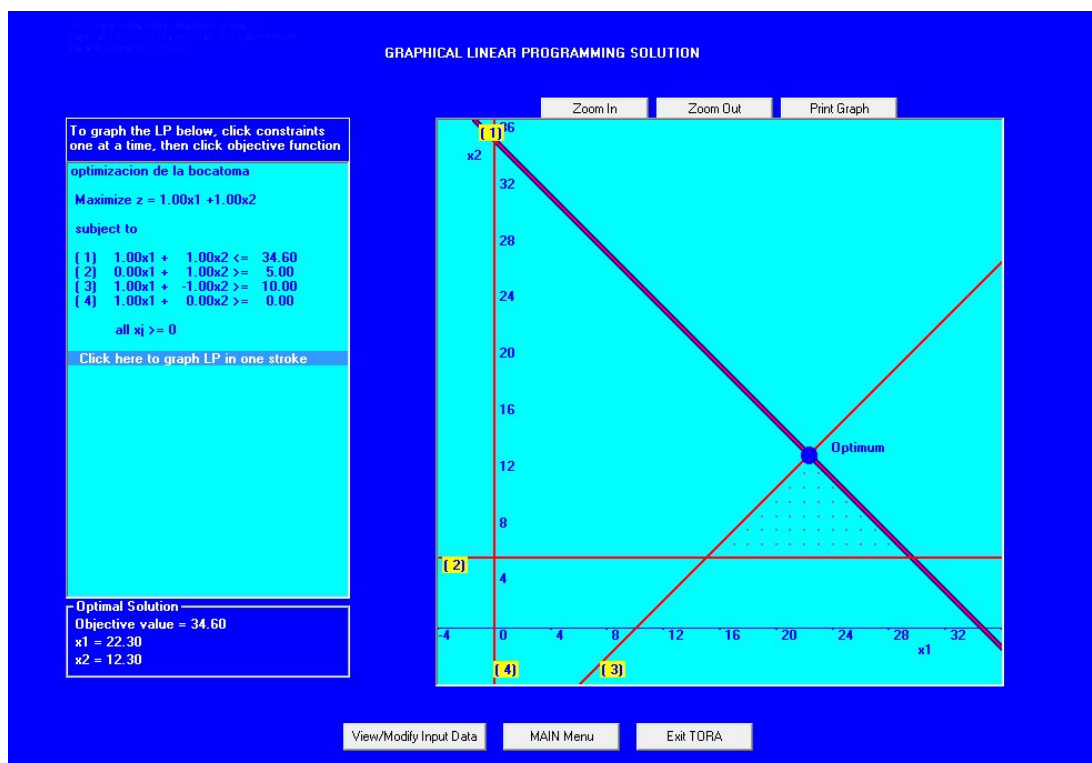 GRAPHICAL LINEAR PROGRAMMING SOLUTION
Zoom In
Zoom Out
Print Graph
To graph the LP below, click constraints
one at a time, then click objective function
optimizacion de la bocatoma
Maximize z = 1.00x1 +1.00x2
subject to
( 1) 1.00x1 + 1.00x2 <= 34.60
( 2) 0.00x1 + 1.00x2 >= 5.00
( 3) 1.00x1 + -1.00x2 >= 10.00
( 4) 1.00x1 + 0.00x2 >= 0.00
all xj >= 0
Click here to graph LP in one stroke
Optimal Solution
Objective value = 34.60
x1 = 22.30
x2 = 12.30
( 1)
36
x2
32
28
24
20
16
Optimum
12
8
( 2)
4
-4 0 4 8 12 16 20 24 28 32
x1
( 4)
( 3)
View/Modify Input Data
MAIN Menu
Exit TORA